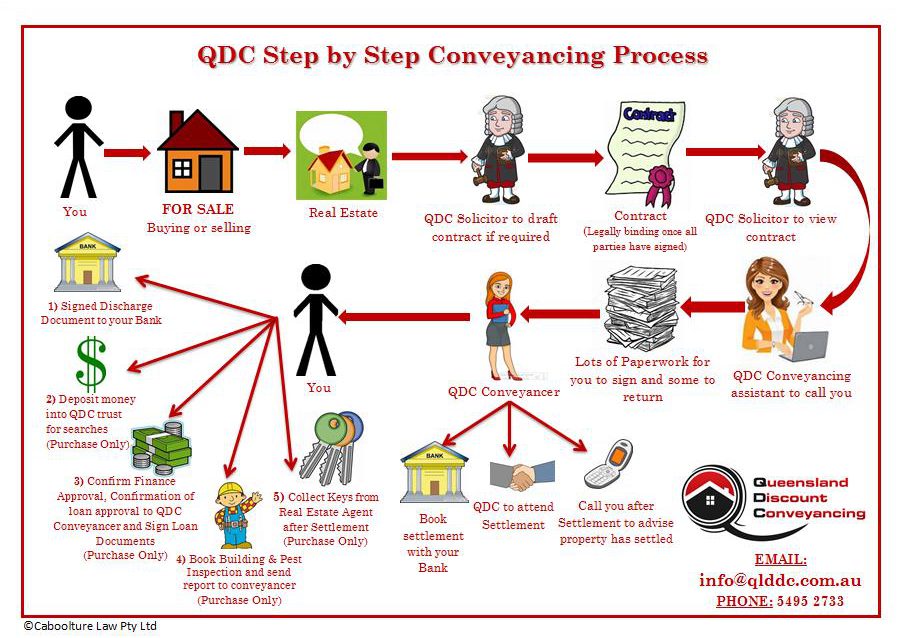 QDC Step by Step Conveyancing Process
You
FOR SALE
Buying or selling
Real Estate
QDC Solicitor to draft
contract if required
Contract
Contract
(Legally binding once all
parties have signed)
QDC Solicitor to view
contract
BANK
1) Signed Discharge
Document to your Bank
2) Deposit money
into QDC trust
for searches
(Purchase Only)
3) Confirm Finance
Approval, Confirmation of
loan approval to QDC
Conveyancer and Sign Loan
Documents
(Purchase Only)
4) Book Building & Pest
Inspection and send
report to conveyancer
(Purchase Only)
5) Collect Keys from
Real Estate Agent
after Settlement
(Purchase Only)
You
QDC Conveyancer
Lots of Paperwork for
you to sign and some to
return
QDC Conveyancing
assistant to call you
BANK
Book
settlement
with your
Bank
QDC to attend
Settlement
Call you after
Settlement to advise
property has settled
Queensland
Discount
Conveyancing
EMAIL:
info@qlddc.com.au
PHONE: 5495 2733
©Caboolture Law Pty Ltd